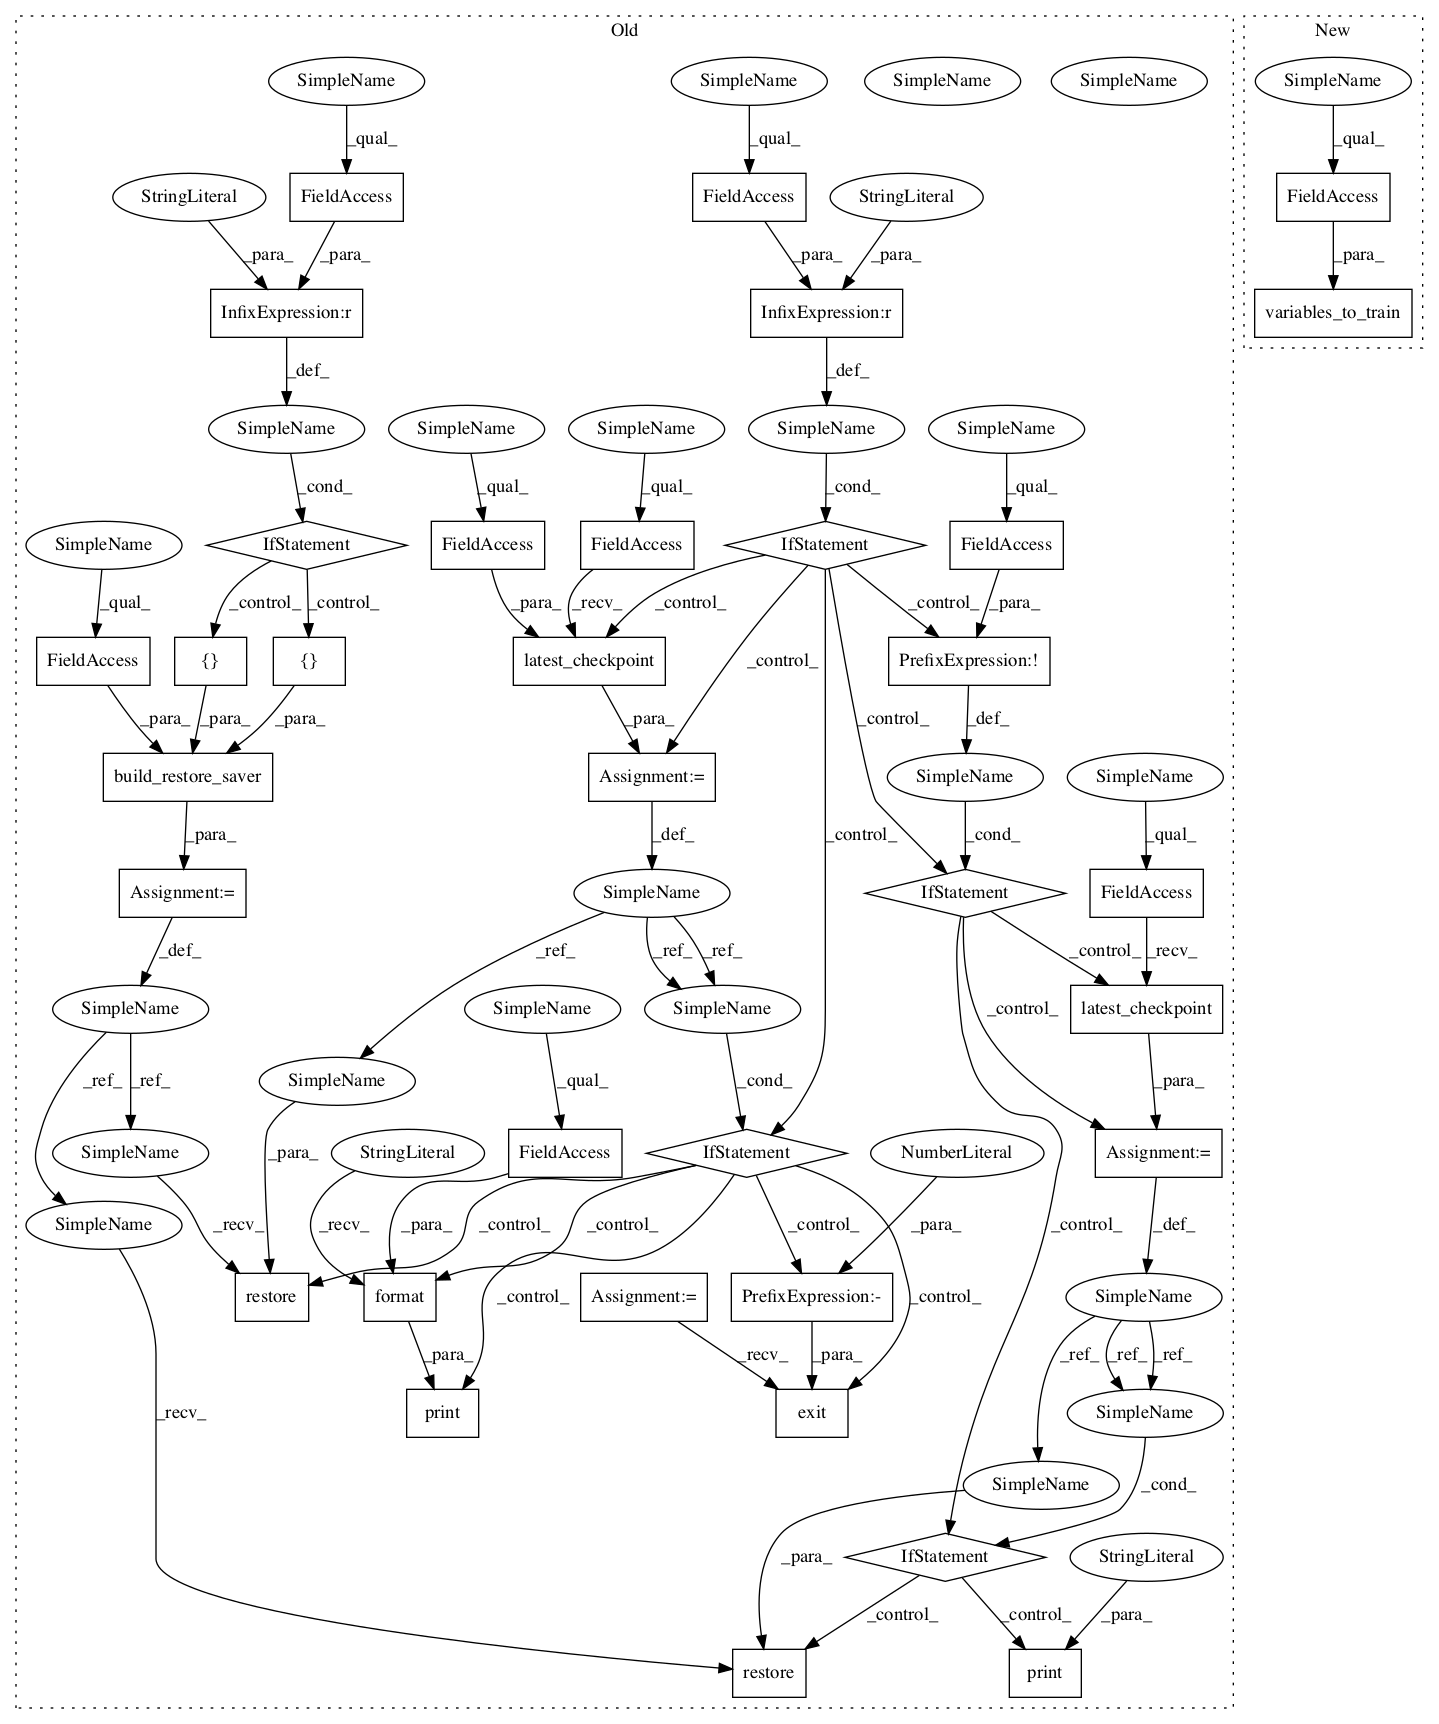 Old New
SimpleName SimpleName SimpleName SimpleName SimpleName
_qual_ _qual_ _qual_
StringLiteral FieldAccess FieldAccess StringLiteral FieldAccess
_para_ _para_ _para_ _para_ _para_
InfixExpression:r InfixExpression:r variables_to_train
_def_ _def_
SimpleName SimpleName SimpleName SimpleName SimpleName
_cond_ _qual_ _qual_ _cond_ _qual_
SimpleName IfStatement FieldAccess FieldAccess IfStatement FieldAccess
_qual_ _control_ _control_ _para_ _recv_ _control_ _control_ _para_
FieldAccess {} {} latest_checkpoint _control_ PrefixExpression:!
_para_ _para_ _para_ _para_ _control_ _def_
build_restore_saver Assignment:= SimpleName SimpleName
_para_ _def_ _control_ _cond_ _qual_
Assignment:= SimpleName IfStatement FieldAccess
_def_ _ref_ _ref_ _ref_ _control_ _recv_
SimpleName SimpleName SimpleName _control_ latest_checkpoint
_ref_ _ref_ SimpleName _qual_ _cond_ _para_
SimpleName _para_ StringLiteral FieldAccess IfStatement NumberLiteral Assignment:=
SimpleName _recv_ _recv_ _para_ _control_ _control_ _control_ _para_ _control_ _def_
restore format _control_ Assignment:= PrefixExpression:- _control_ SimpleName
_para_ _recv_ _para_ _ref_ _ref_ _ref_
_recv_ print exit SimpleName
SimpleName _cond_
_para_ IfStatement StringLiteral
_control_ _control_ _para_
restore print